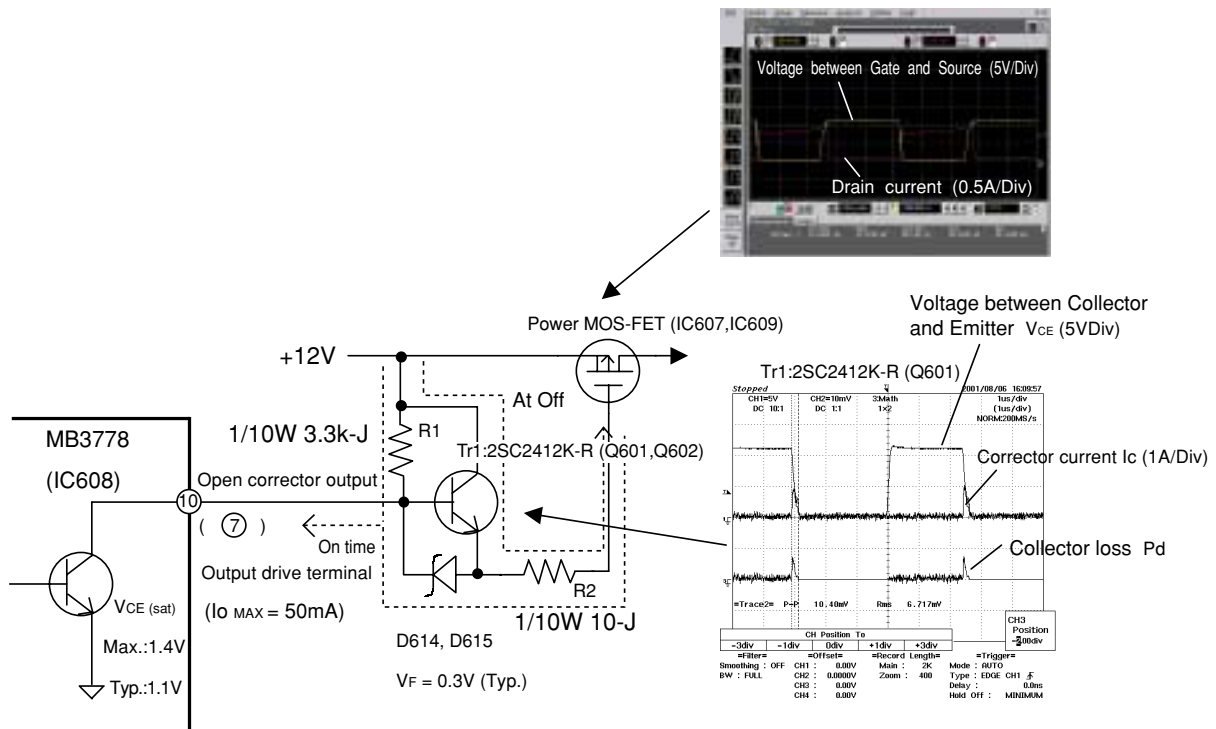 Voltage between Gate and Source (5V/Div)
Drain current (0.5A/Div)
Power MOS-FET (IC607,IC609)
Voltage between Collector
and Emitter VCE (5VDiv)
+12V
Tr1:2SC2412K-R (Q601)
Stopped
2001/08/06 16:09:57
CH1=5V
CH2=10mV
3:Math
1us/div
DC 10:1
DC 1:1
1×2
(1us/div)
NORM:200MS/s
At Off
MB3778
(IC608)
1/10W 3.3k-J
R1
Tr1:2SC2412K-R (Q601,Q602)
Corrector current Ic (1A/Div)
Open corrector output
10
( 7 )
On time
Output drive terminal
(Io MAX = 50mA)
R2
1/10W 10-J
Collector loss Pd
VCE (sat)
Max.:1.4V
Typ.:1.1V
D614, D615
VF = 0.3V (Typ.)
=Trace2= P-P 10.40mV Rms 6.717mV
CH3
Position
CH Position To
-3div -1div 0div +1div +3div
=Filter= =Offset= =Record Length= =Trigger=
Smoothing : OFF CH1 : 0.00V Main : 2K Mode : AUTO
BW : FULL CH2 : 0.0000V Zoom : 400 Type : EDGE CH1
CH3 : 0.00V Delay : 0.0ns
CH4 : 0.00V Hold Off : MINIMUM